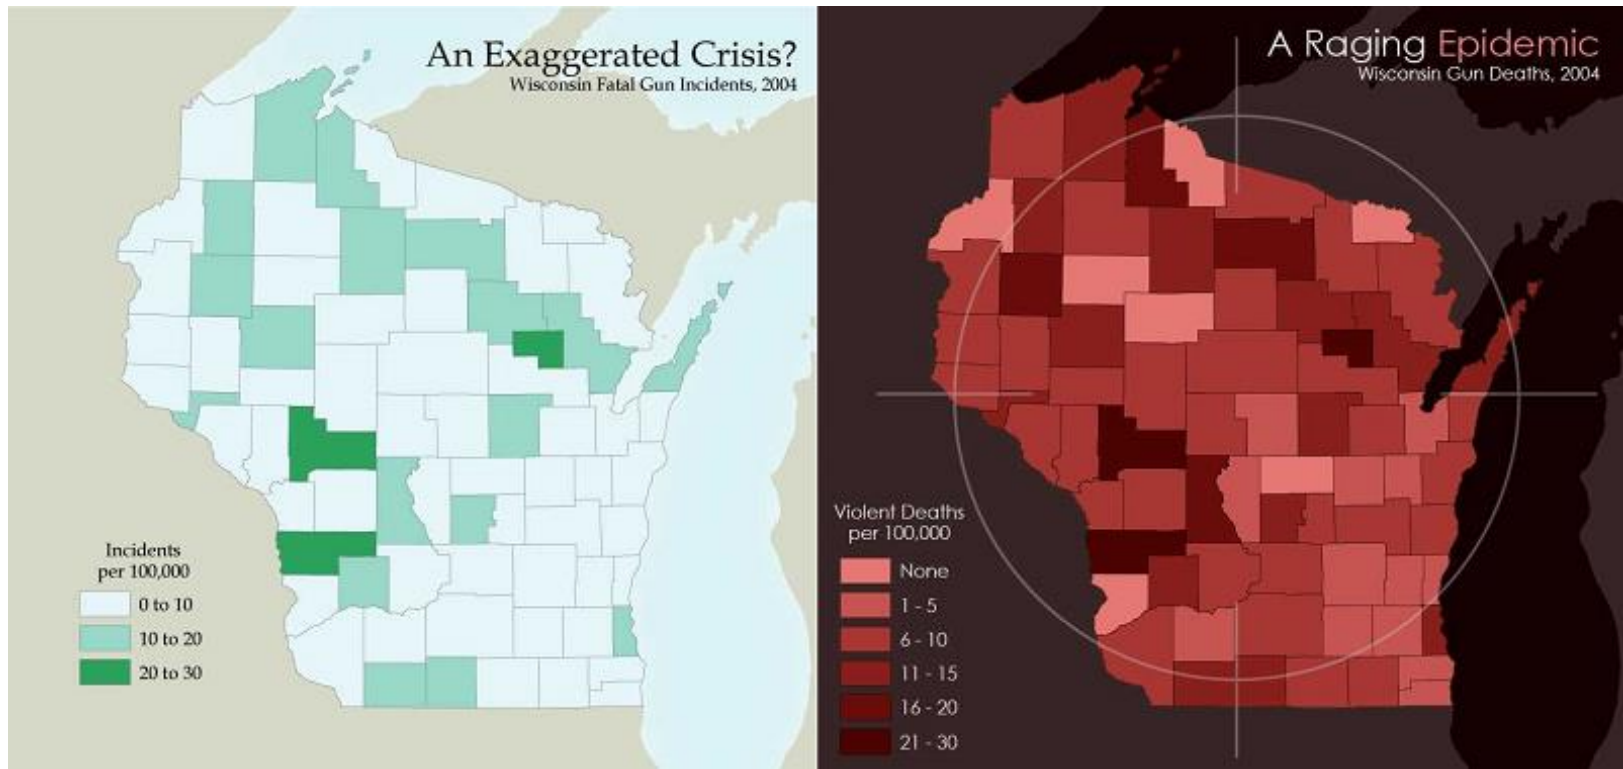 An Exaggerated Crisis?
Wisconsin Fatal Gun Incidents, 2004
Incidents
per 100,000
0 to 10
10 to 20
20 to 30
A Raging Epidemic
Wisconsin Gun Deaths, 2004
Violent Deaths
per 100,000
None
1 - 5
6 - 10
11 - 15
16 - 20
21 - 30